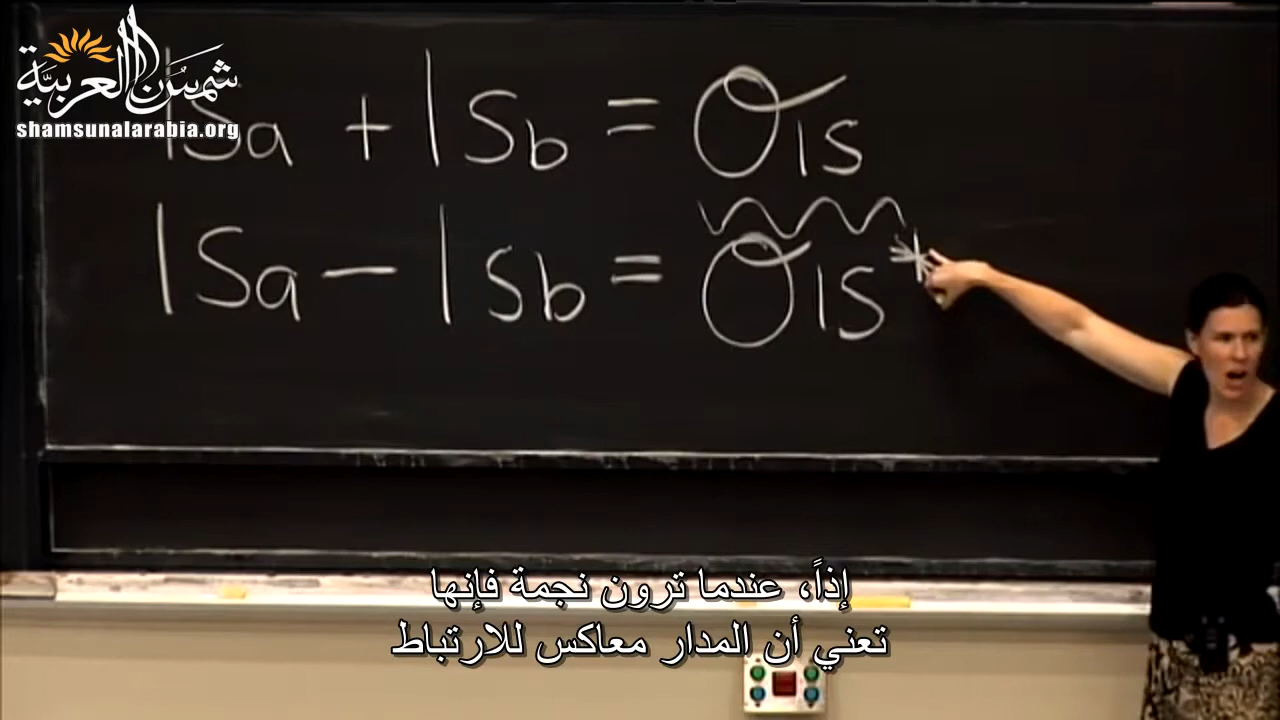 شمسن العربية
shamsunalarabia.org
1Sa + 1Sb = σ1s
1Sa − 1Sb = σ1s*
إذاً، عندما ترون نجمة فإنها
تعني أن المدار معاكس للارتباط